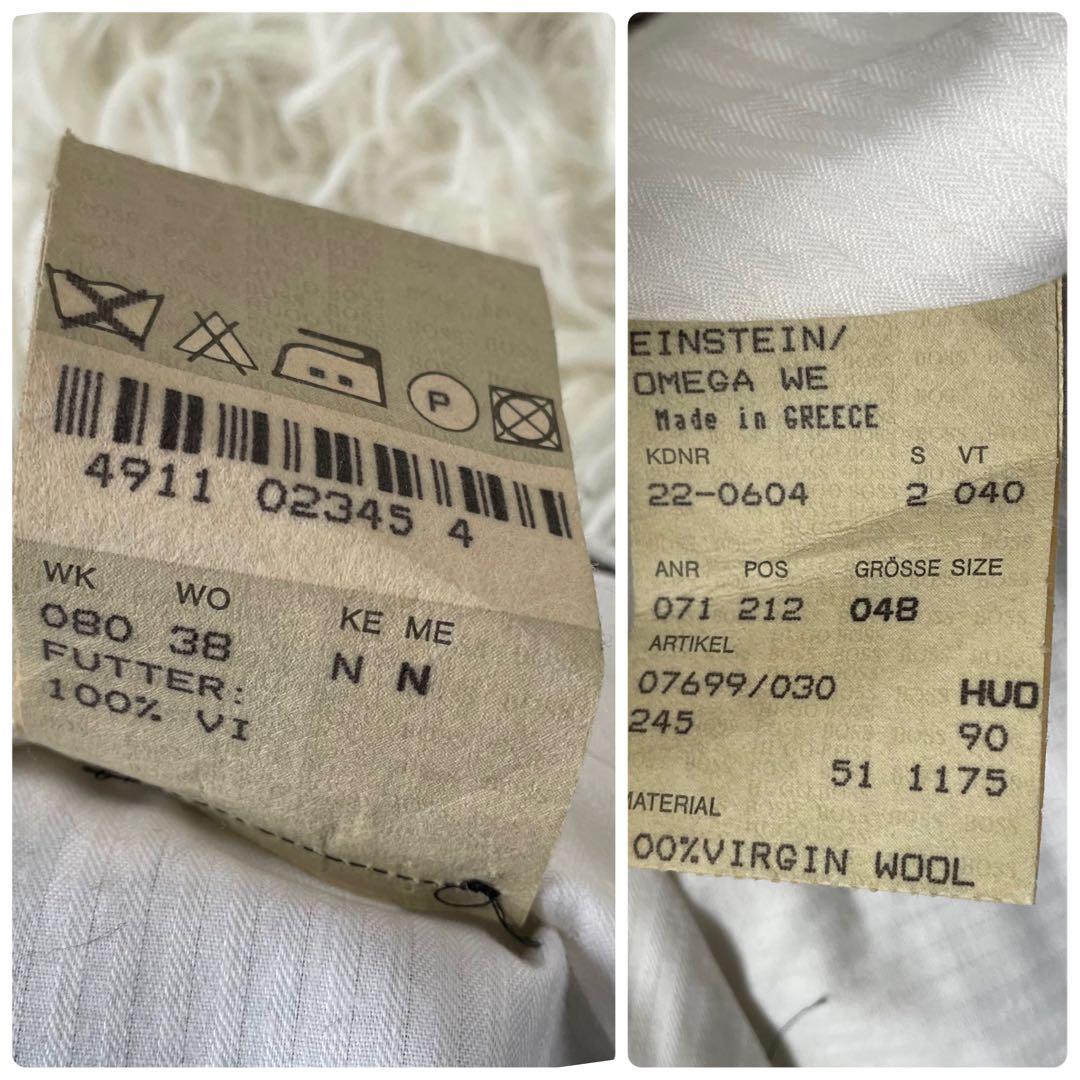 P
4911 02345 4
WK WO KE ME
080 38 N N
FUTTER:
100% VI
EINSTEIN/
OMEGA WE
Made in GREECE
KDNR S VT
22-0604 2 040
ANR POS GRÖSSE SIZE
071 212 048
ARTIKEL
07699/030 HUD
245 90
51 1175
MATERIAL
00%VIRGIN WOOL
BOSS